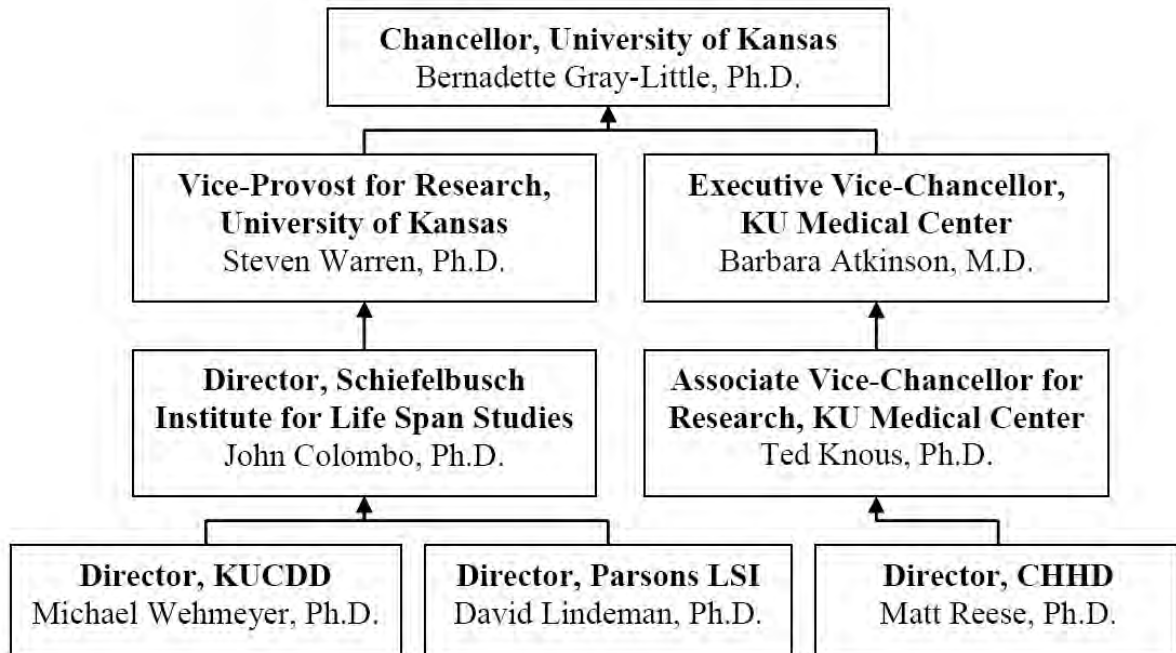 Chancellor, University of Kansas
Bernadette Gray-Little, Ph.D.
Vice-Provost for Research,
University of Kansas
Steven Warren, Ph.D.
Executive Vice-Chancellor,
KU Medical Center
Barbara Atkinson, M.D.
Director, Schiefelbusch
Institute for Life Span Studies
John Colombo, Ph.D.
Associate Vice-Chancellor for
Research, KU Medical Center
Ted Knous, Ph.D.
Director, KUCDD
Michael Wehmeyer, Ph.D.
Director, Parsons LSI
David Lindeman, Ph.D.
Director, CHHD
Matt Reese, Ph.D.